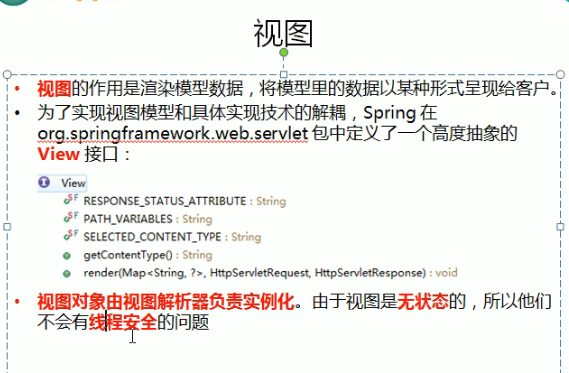 视图
• 视图的作用是渲染模型数据，将模型里的数据以某种形式呈现给客户。
• 为了实现视图模型和具体实现技术的解耦，Spring 在
org.springframework.web.servlet 包中定义了一个高度抽象的
View 接口：
I View
SF RESPONSE_STATUS_ATTRIBUTE : String
SF PATH_VARIABLES : String
SF SELECTED_CONTENT_TYPE : String
getContentType() : String
render(Map<String, ?>, HttpServletRequest, HttpServletResponse) : void
• 视图对象由视图解析器负责实例化。由于视图是无状态的，所以他们
不会有线程安全的问题